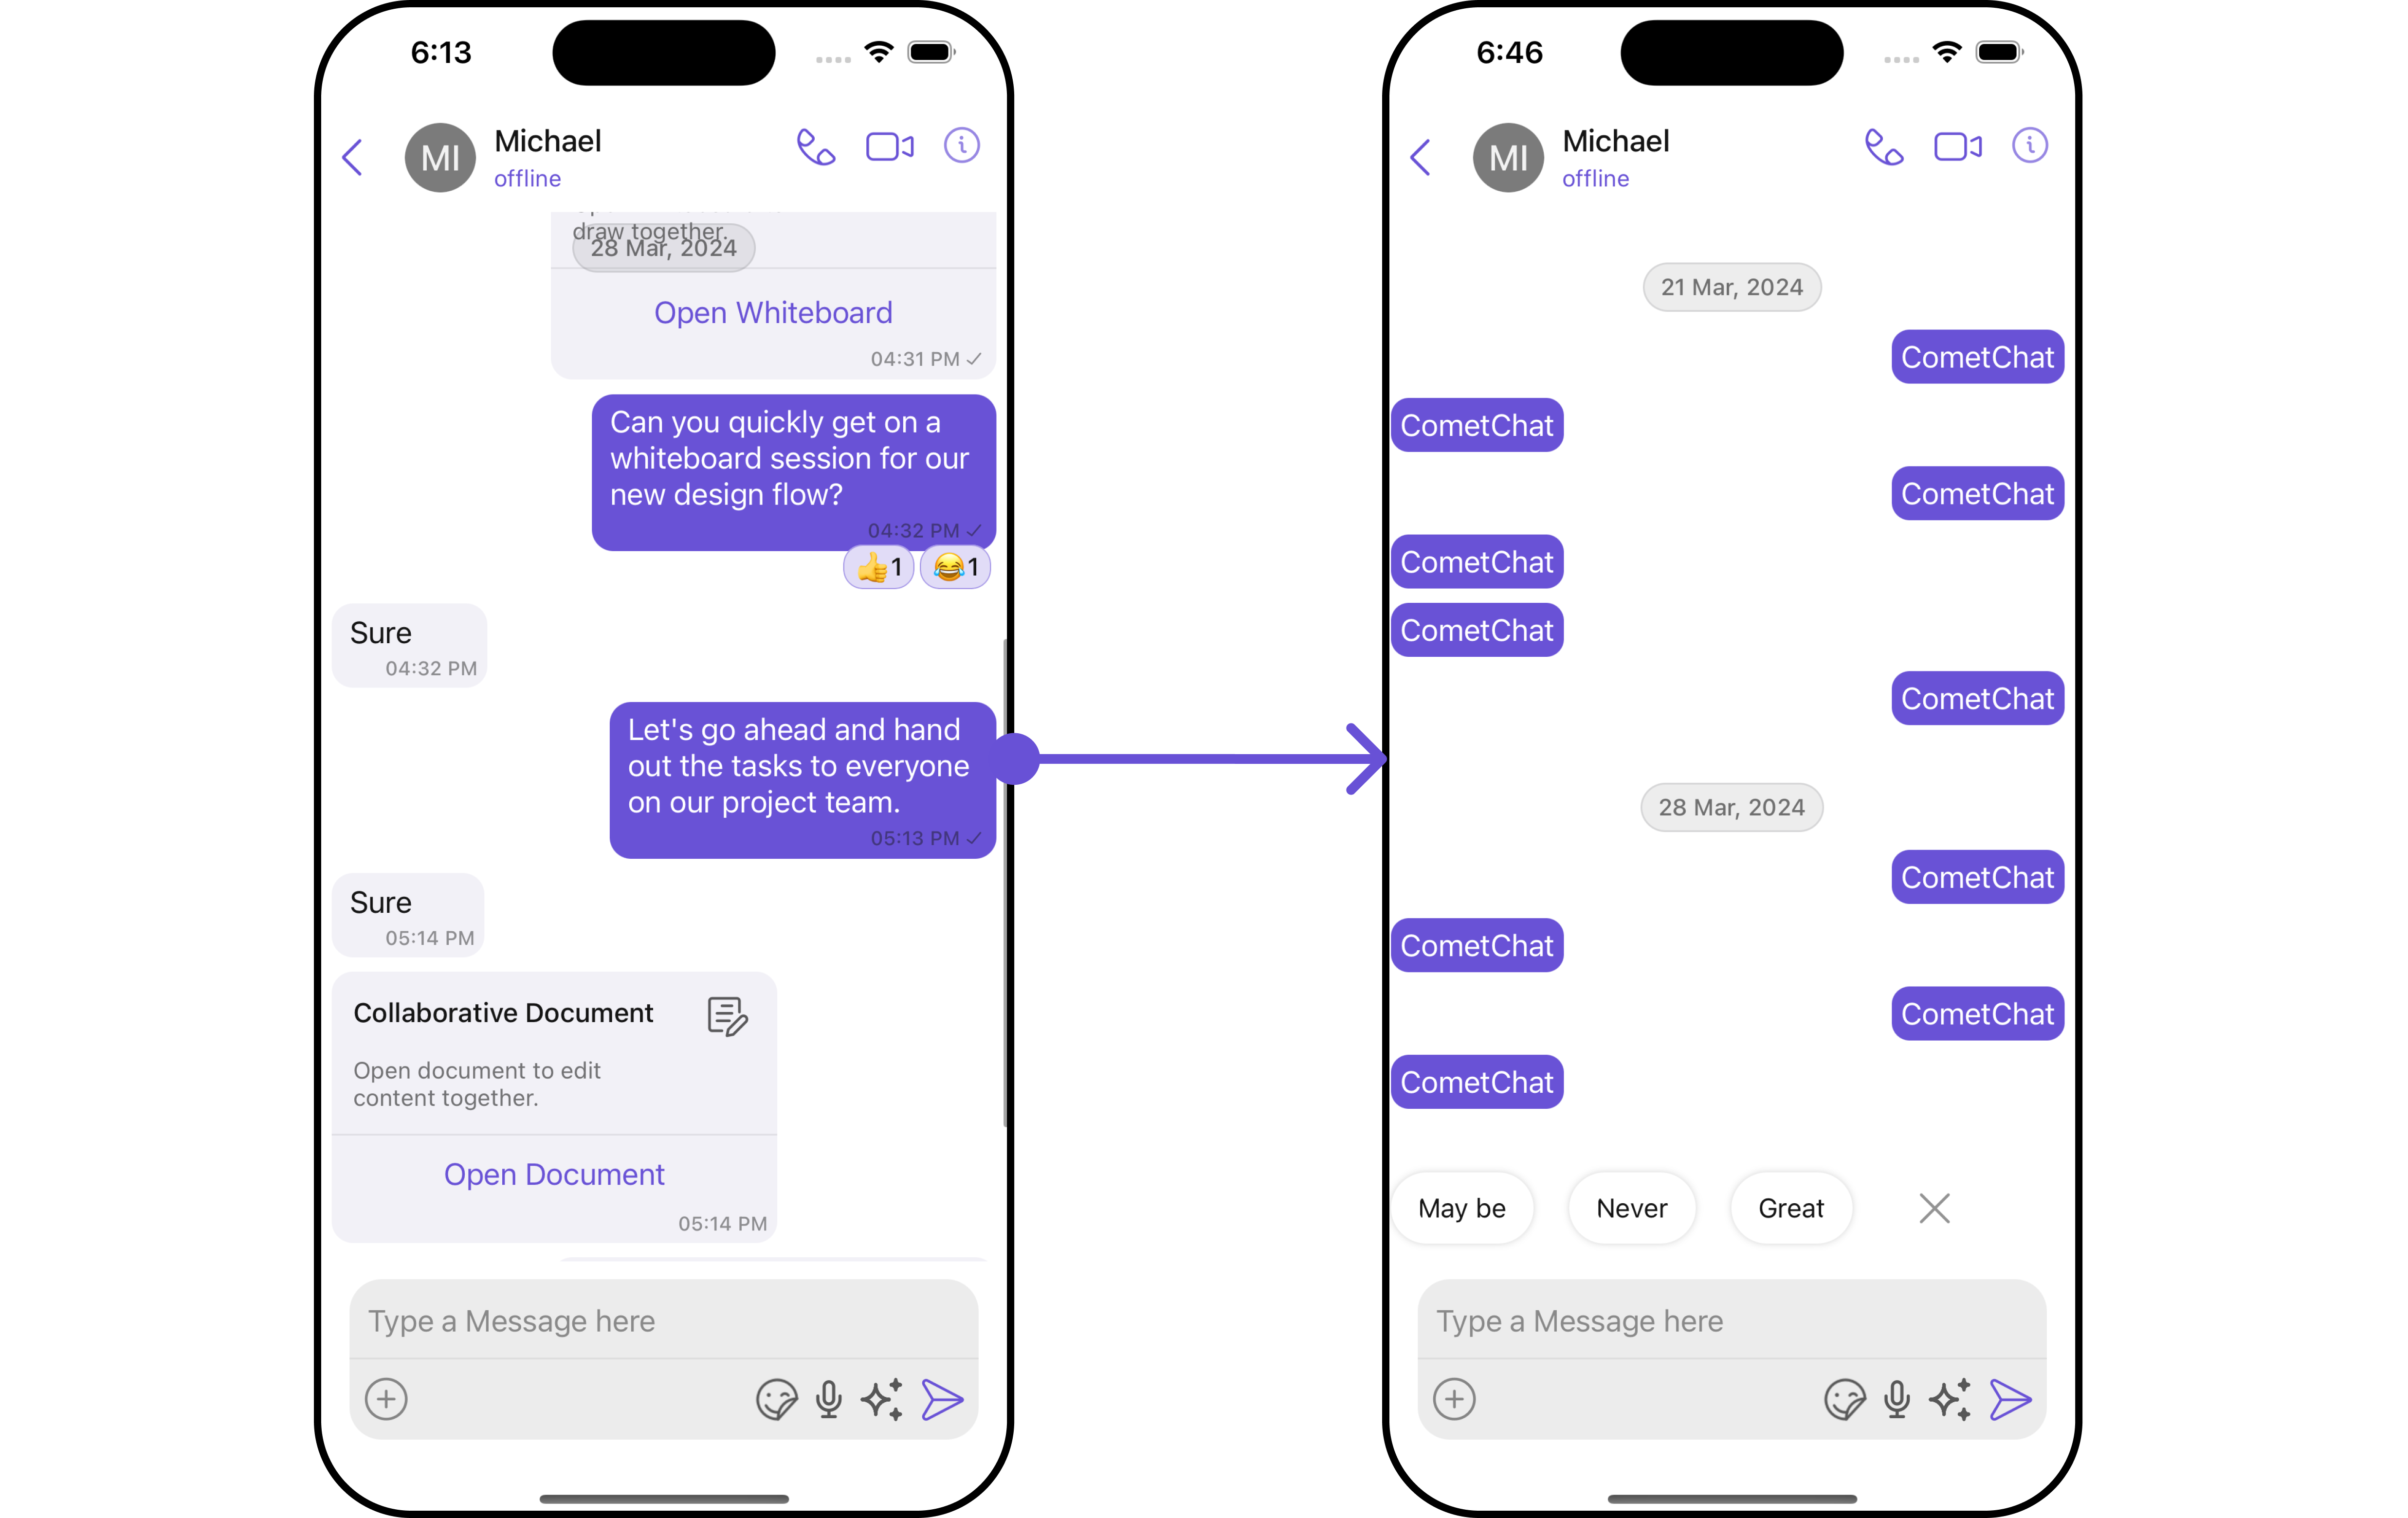 6:13
MI
Michael
offline
draw together.
28 Mar, 2024
Open Whiteboard
04:31 PM
Can you quickly get on a
whiteboard session for our
new design flow?
04:32 PM
👍1 😂1
Sure
04:32 PM
Let's go ahead and hand
out the tasks to everyone
on our project team.
05:13 PM
Sure
05:14 PM
Collaborative Document
Open document to edit
content together.
Open Document
05:14 PM
Type a Message here
6:46
MI
Michael
offline
21 Mar, 2024
CometChat
CometChat
CometChat
CometChat
CometChat
CometChat
28 Mar, 2024
CometChat
CometChat
CometChat
CometChat
May be Never Great
Type a Message here